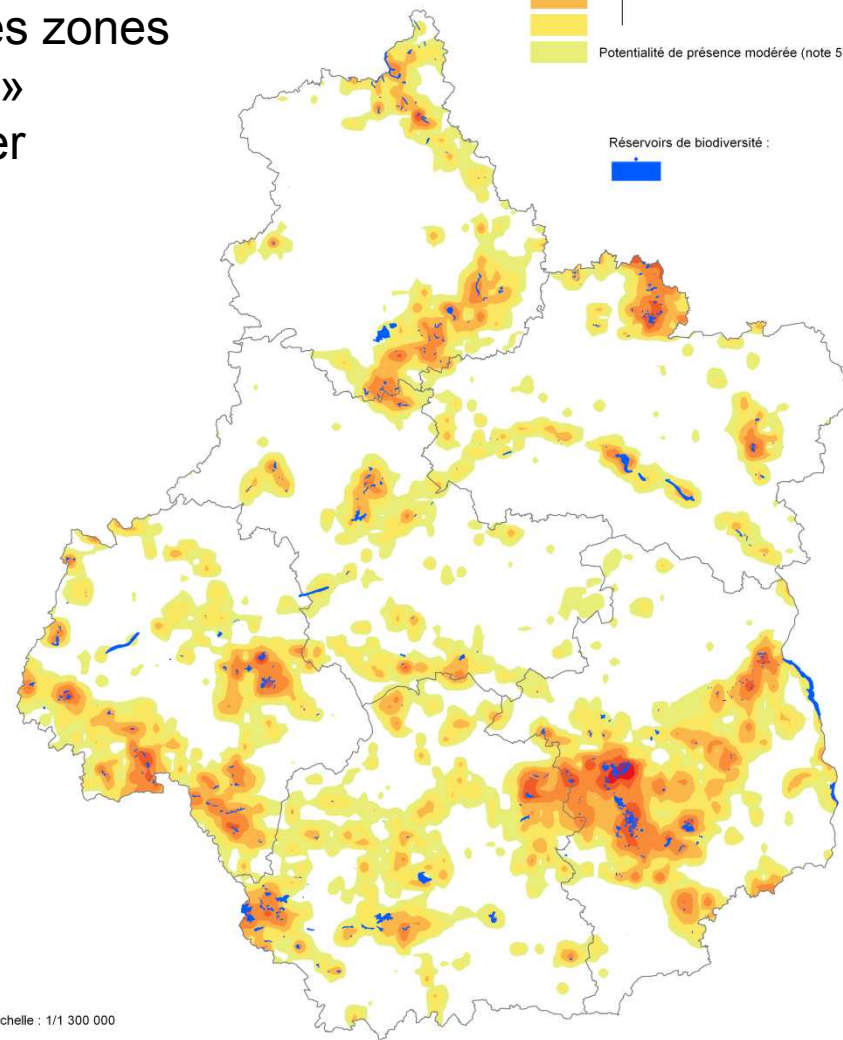 es zones
»
er
Potentialité de présence modérée (note 5
Réservoirs de biodiversité :
chelle : 1/1 300 000